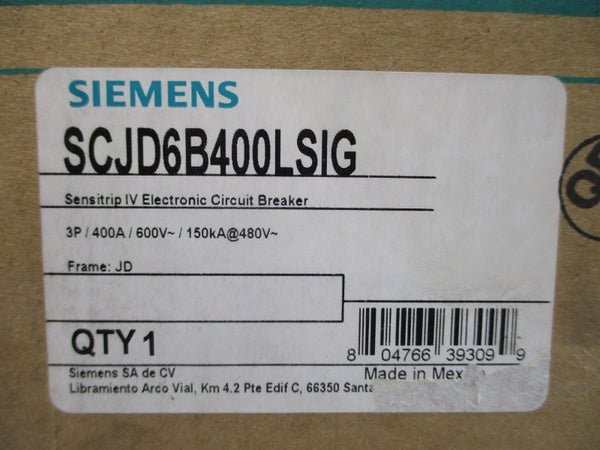 SIEMENS
SCJD6B400LSIG
Sensitrip IV Electronic Circuit Breaker
3P / 400A / 600V~ / 150kA@480V~
Frame: JD
QTY 1
8 04766 39309 9
Siemens SA de CV
Made in
Libramiento Arco Vial, Km 4.2 Pte Edif C, 66350